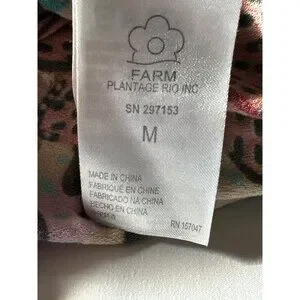 FARM
PLANTAGE RIO INC
SN 297153
M
MADE IN CHINA
FABRIQUÉ EN CHINE
FABRICADO NA CHINA
HECHO EN CHINA
RN 157047